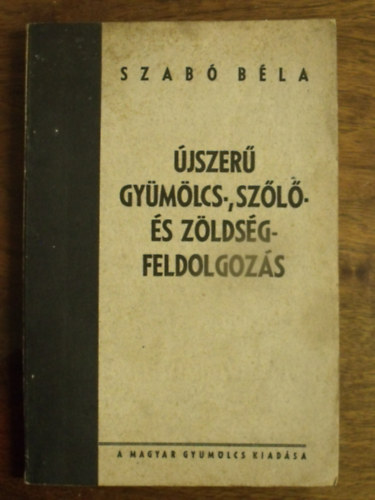 SZABÓ BÉLA
ÚJSZERŰ
GYÜMÖLCS-, SZŐLŐ-
ÉS ZÖLDSÉG-
FELDOLGOZÁS
A MAGYAR GYÜMÖLCS KIADÁSA